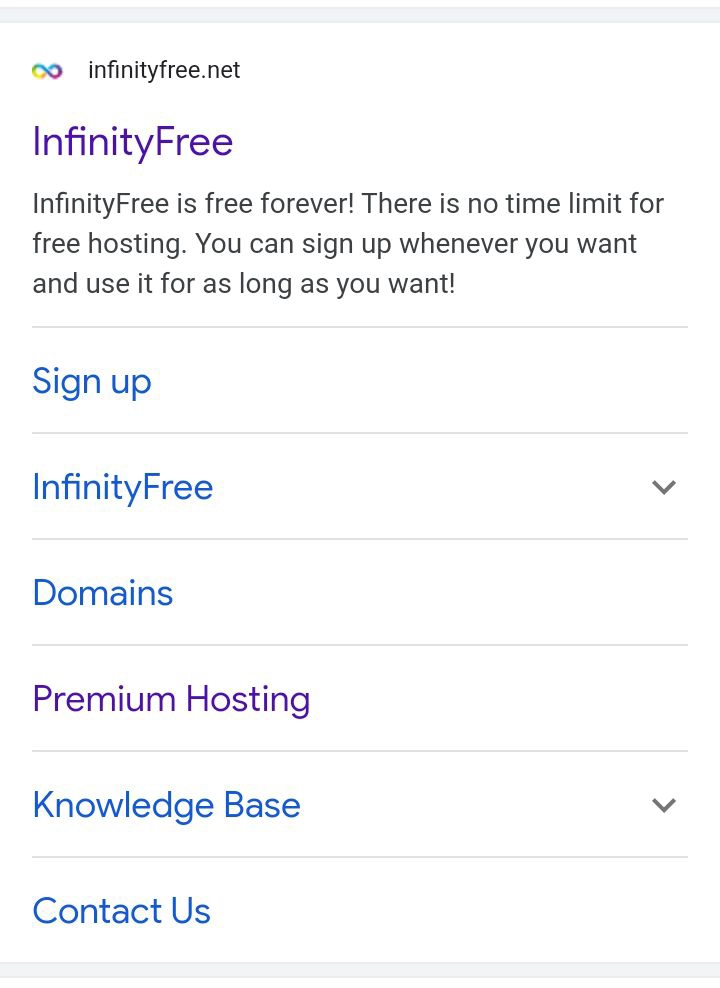 infinityfree.net
InfinityFree
InfinityFree is free forever! There is no time limit for
free hosting. You can sign up whenever you want
and use it for as long as you want!
Sign up
InfinityFree
Domains
Premium Hosting
Knowledge Base
Contact Us